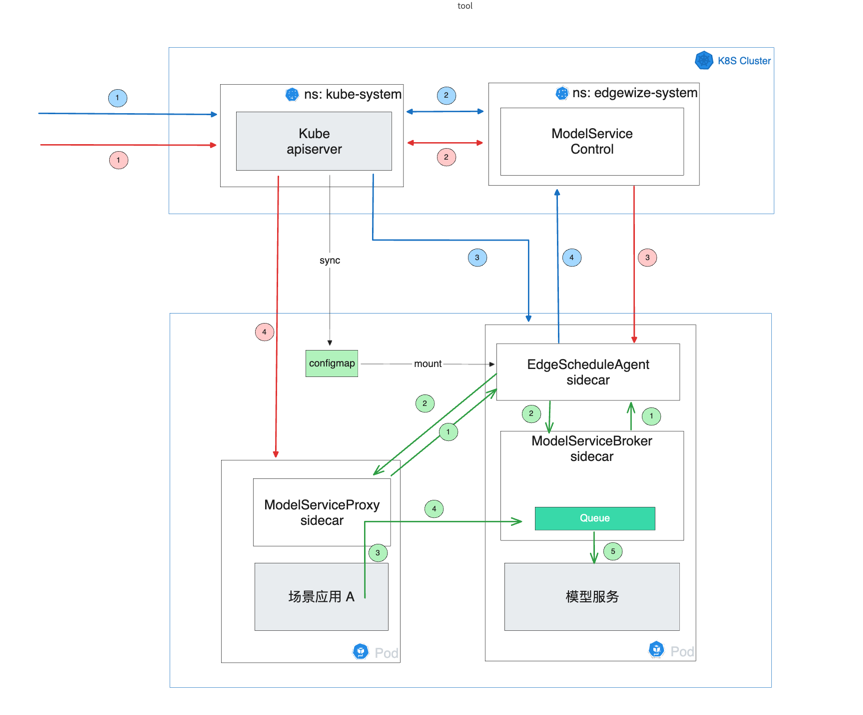 tool
K8S Cluster
ns: kube-system
ns: edgewize-system
1
2
Kube
apiserver
ModelService
Control
1
2
sync
3
4
3
4
configmap
mount
EdgeScheduleAgent
sidecar
2
1
2
1
ModelServiceBroker
sidecar
ModelServiceProxy
sidecar
4
Queue
3
5
场景应用 A
模型服务
Pod
Pod